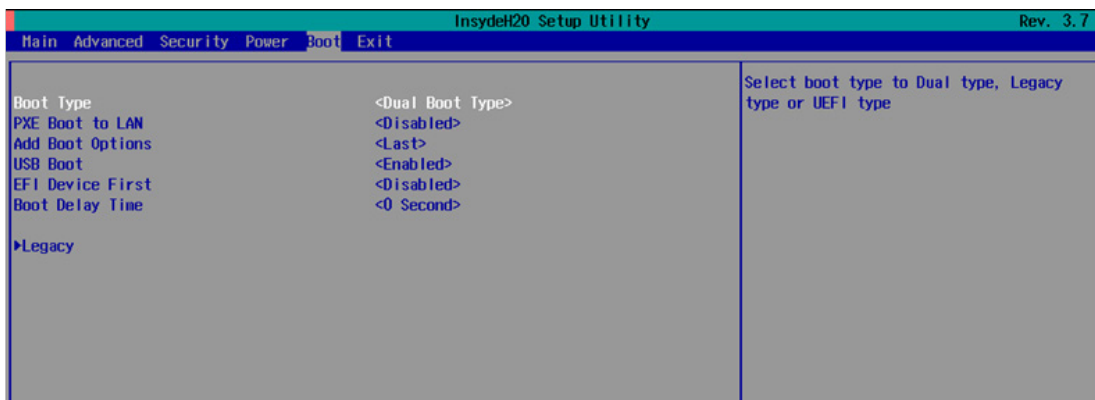 InsydeH20 Setup Utility Rev. 3.7
Main Advanced Security Power Boot Exit
Boot Type <Dual Boot Type>
PXE Boot to LAN <Disabled>
Add Boot Options <Last>
USB Boot <Enabled>
EFI Device First <Disabled>
Boot Delay Time <0 Second>
▶Legacy
Select boot type to Dual type, Legacy
type or UEFI type